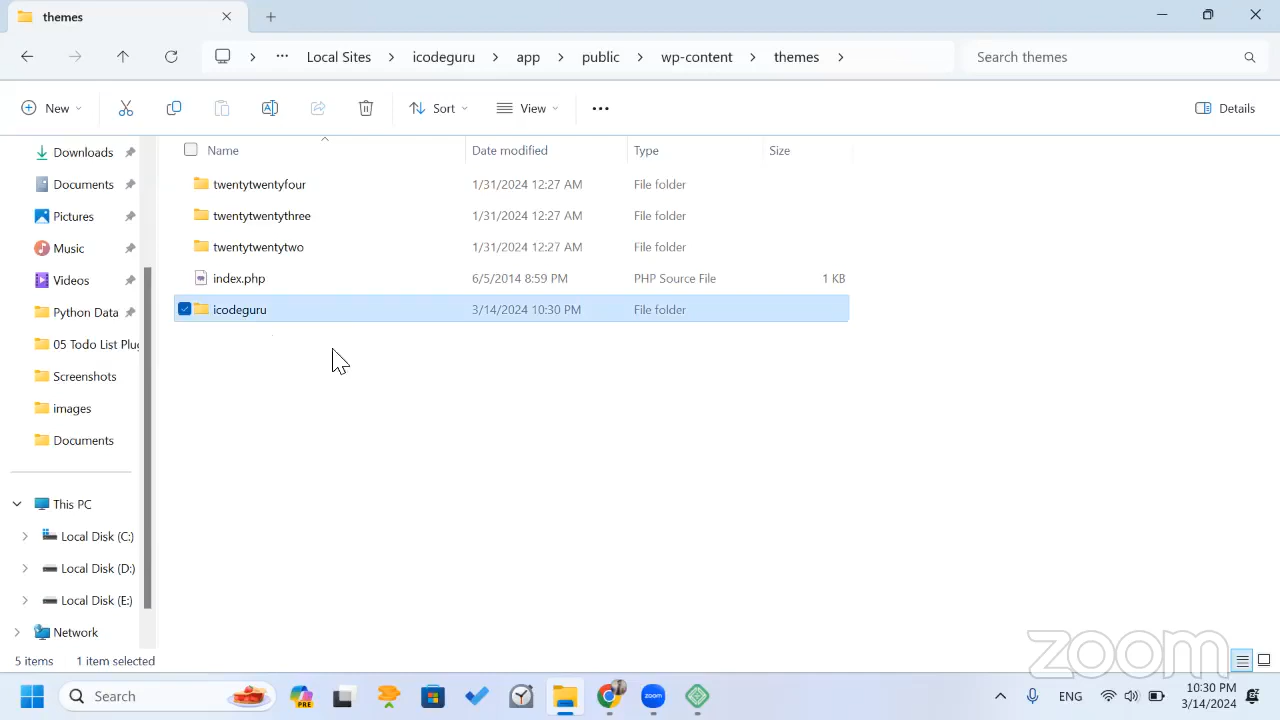 themes
Local Sites > icodeguru > app > public > wp-content > themes >
Search themes
New
Sort
View
Details
Name
Date modified
Type
Size
Downloads
Documents
Pictures
Music
Videos
Python Data
05 Todo List Plug
Screenshots
images
Documents
This PC
Local Disk (C:)
Local Disk (D:)
Local Disk (E:)
Network
twentytwentyfour 1/31/2024 12:27 AM File folder
twentytwentythree 1/31/2024 12:27 AM File folder
twentytwentytwo 1/31/2024 12:27 AM File folder
index.php 6/5/2014 8:59 PM PHP Source File 1 KB
icodeguru 3/14/2024 10:30 PM File folder
5 items 1 item selected
zoom
Search
PRE
zoom
ENG
10:30 PM
3/14/2024